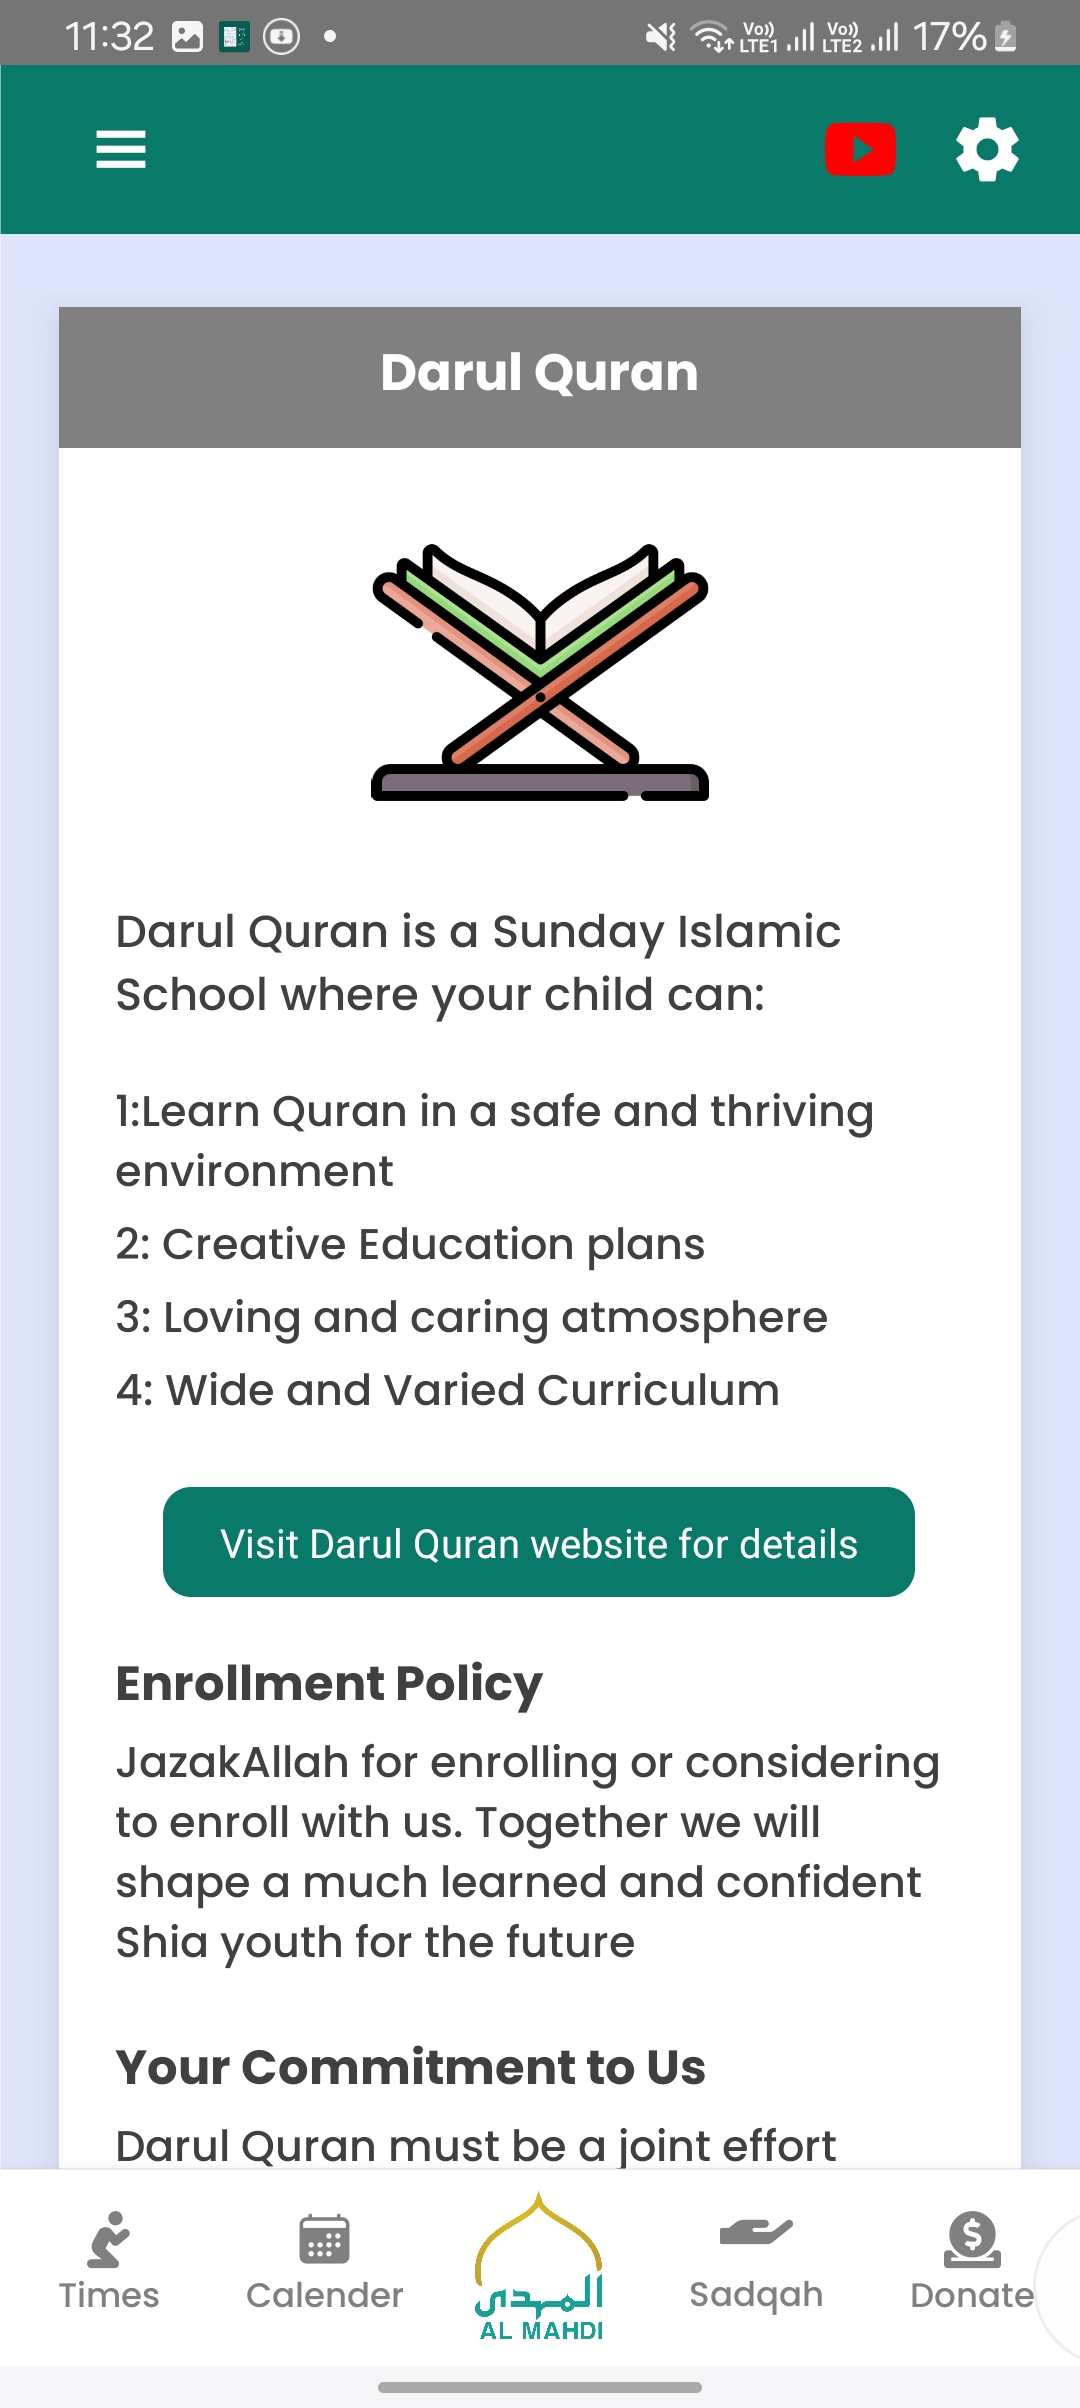 11:32
Vo)) LTE1 Vo)) LTE2 17%
Darul Quran
Darul Quran is a Sunday Islamic
School where your child can:
1:Learn Quran in a safe and thriving
environment
2: Creative Education plans
3: Loving and caring atmosphere
4: Wide and Varied Curriculum
Visit Darul Quran website for details
Enrollment Policy
JazakAllah for enrolling or considering
to enroll with us. Together we will
shape a much learned and confident
Shia youth for the future
Your Commitment to Us
Darul Quran must be a joint effort
Times
Calender
المهدي
AL MAHDI
Sadqah
Donate